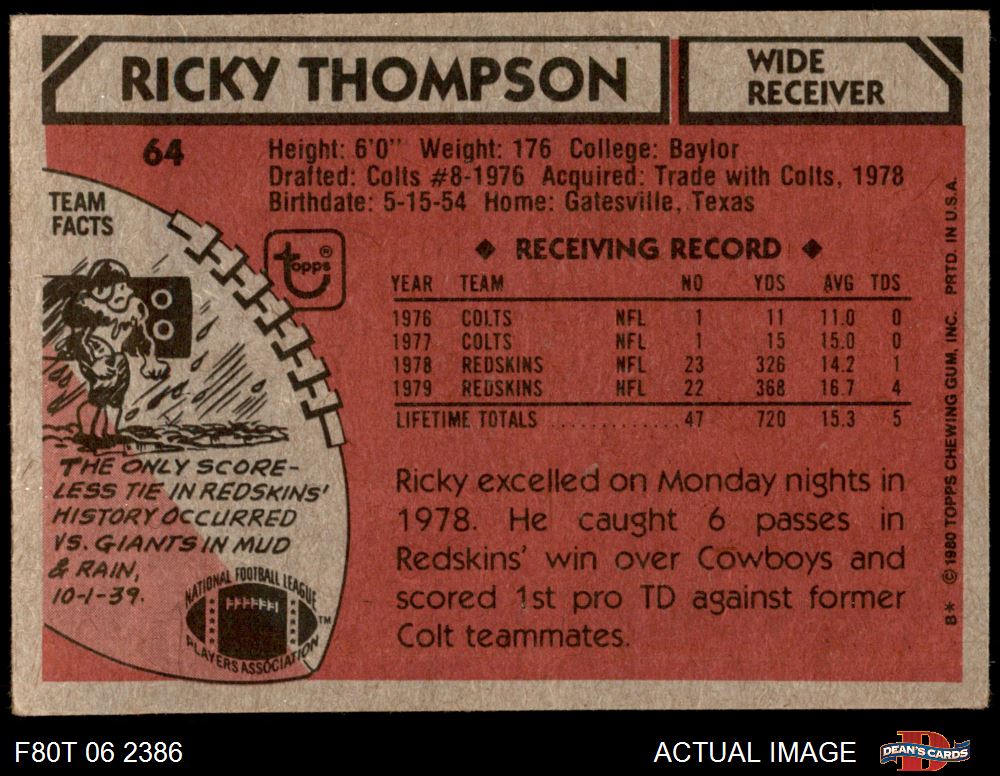 RICKY THOMPSON
WIDE
RECEIVER
64
Height: 6'0" Weight: 176 College: Baylor
Drafted: Colts #8-1976 Acquired: Trade with Colts, 1978
Birthdate: 5-15-54 Home: Gatesville, Texas
TEAM
FACTS
topps®
◆ RECEIVING RECORD ◆
YEAR TEAM NO YDS AVG TDS
1976 COLTS NFL 1 11 11.0 0
1977 COLTS NFL 1 15 15.0 0
1978 REDSKINS NFL 23 326 14.2 1
1979 REDSKINS NFL 22 368 16.7 4
LIFETIME TOTALS ............. 47 720 15.3 5
0
0
THE ONLY SCORE-
LESS TIE IN REDSKINS'
HISTORY OCCURRED
VS. GIANTS IN MUD
& RAIN,
10-1-39.
NATIONAL FOOTBALL LEAGUE
PLAYERS ASSOCIATION
TM
Ricky excelled on Monday nights in
1978. He caught 6 passes in
Redskins' win over Cowboys and
scored 1st pro TD against former
Colt teammates.
B* © 1980 TOPPS CHEWING GUM, INC. PRTD. IN U.S.A.
F80T 06 2386
ACTUAL IMAGE
D
DEAN'S CARDS